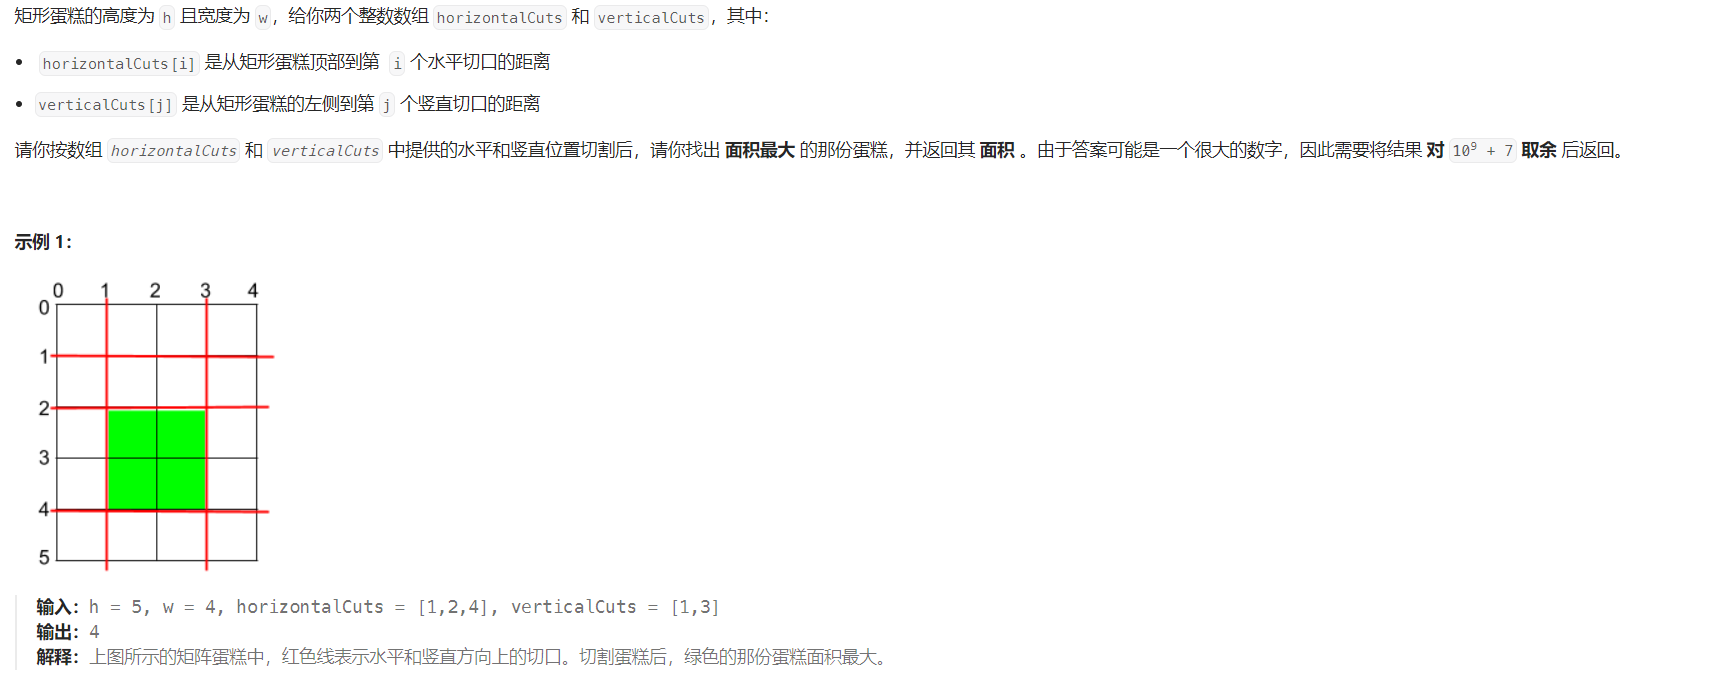 矩形蛋糕的高度为 h 且宽度为 w，给你两个整数数组 horizontalCuts 和 verticalCuts，其中：
• horizontalCuts[i] 是从矩形蛋糕顶部到第 i 个水平切口的距离
• verticalCuts[j] 是从矩形蛋糕的左侧到第 j 个竖直切口的距离
请你按数组 horizontalCuts 和 verticalCuts 中提供的水平和竖直位置切割后，请你找出 面积最大 的那份蛋糕，并返回其 面积 。由于答案可能是一个很大的数字，因此需要将结果 对 10⁹ + 7 取余 后返回。
示例 1：
0 1 2 3 4
0
1
2
3
4
5
输入：h = 5, w = 4, horizontalCuts = [1,2,4], verticalCuts = [1,3]
输出：4
解释：上图所示的矩阵蛋糕中，红色线表示水平和竖直方向上的切口。切割蛋糕后，绿色的那份蛋糕面积最大。